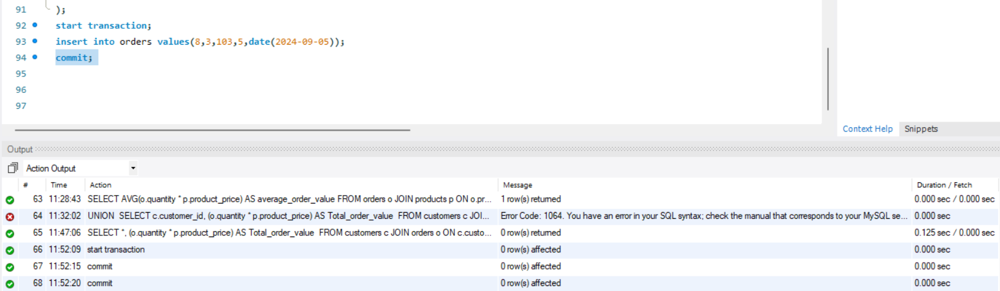 91 );
92 start transaction;
93 insert into orders values(8,3,103,5,date(2024-09-05));
94 commit;
95
96
97
Context Help Snippets
Output
Action Output
# Time Action Message Duration / Fetch
63 11:28:43 SELECT AVG(o.quantity * p.product_price) AS average_order_value FROM orders o JOIN products p ON o.pr... 1 row(s) returned 0.000 sec / 0.000 sec
64 11:32:02 UNION SELECT c.customer_id, (o.quantity * p.product_price) AS Total_order_value FROM customers c JOI... Error Code: 1064. You have an error in your SQL syntax; check the manual that corresponds to your MySQL se... 0.000 sec
65 11:47:06 SELECT *, (o.quantity * p.product_price) AS Total_order_value FROM customers c JOIN orders o ON c.custo... 0 row(s) returned 0.125 sec / 0.000 sec
66 11:52:09 start transaction 0 row(s) affected 0.000 sec
67 11:52:15 commit 0 row(s) affected 0.000 sec
68 11:52:20 commit 0 row(s) affected 0.000 sec